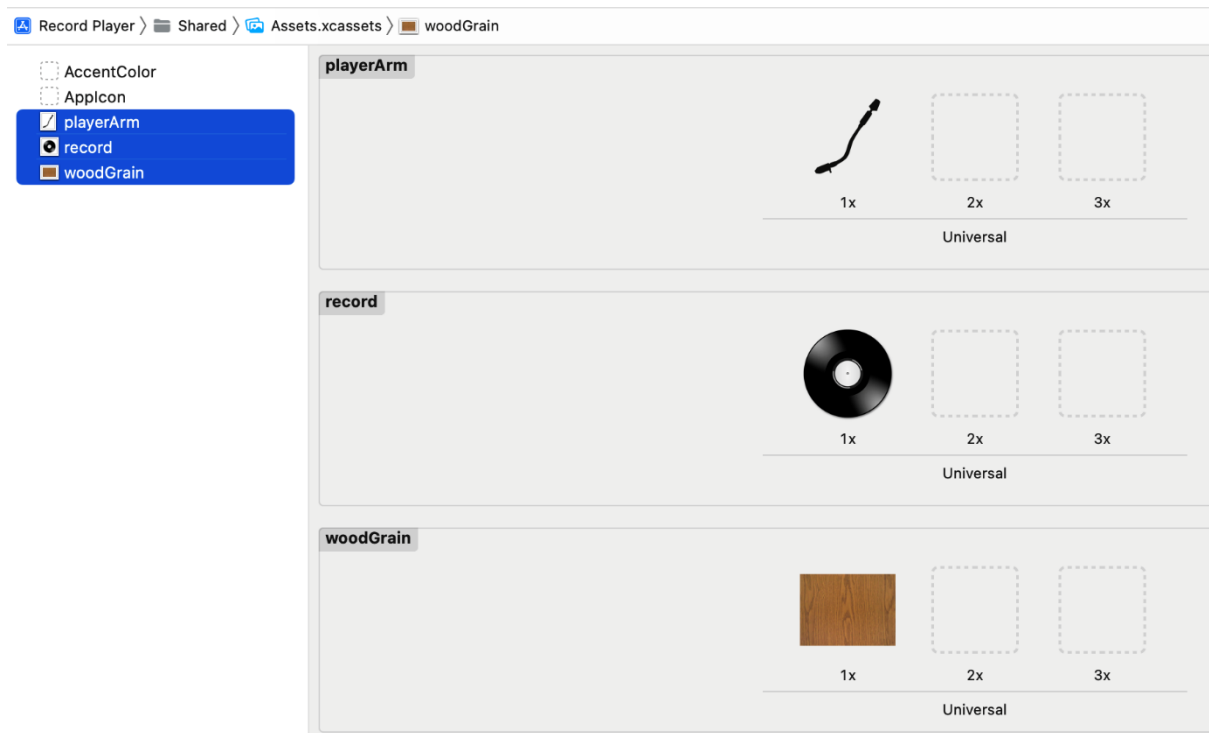 Record Player 〉 Shared 〉 Assets.xcassets 〉 woodGrain
AccentColor
AppIcon
playerArm
record
woodGrain
playerArm
1x 2x 3x
Universal
record
1x 2x 3x
Universal
woodGrain
1x 2x 3x
Universal